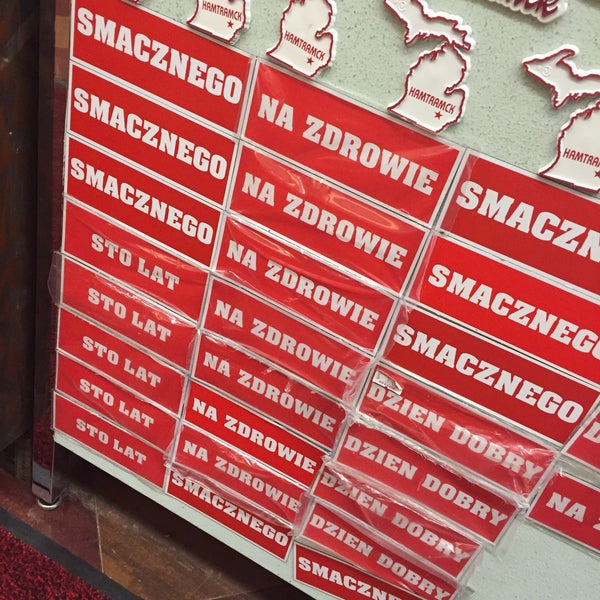 HAMTRAMCK
HAMTRAMCK
HAMTRAMCK
HAMTRAMCK
SMACZNEGO
SMACZNEGO
SMACZNEGO
STO LAT
STO LAT
STO LAT
STO LAT
STO LAT
NA ZDROWIE
NA ZDROWIE
NA ZDROWIE
NA ZDROWIE
NA ZDROWIE
NA ZDROWIE
NA ZDROWIE
SMACZNEGO
SMACZNEGO
SMACZNEGO
SMACZNEGO
DZIEN DOBRY
DZIEN DOBRY
DZIEN DOBRY
DZIEN DOBRY
SMACZNEGO
NA